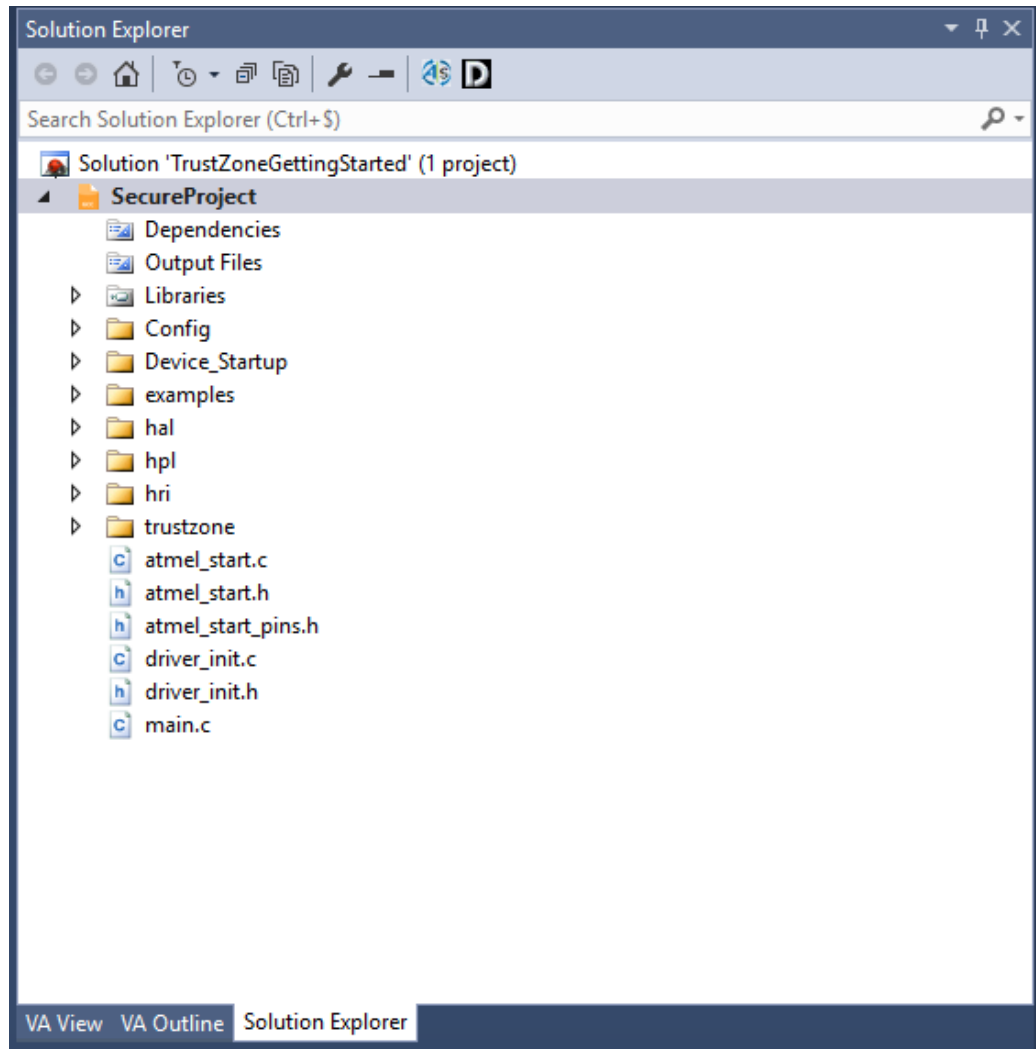 Solution Explorer
Search Solution Explorer (Ctrl+$)
Solution 'TrustZoneGettingStarted' (1 project)
SecureProject
Dependencies
Output Files
Libraries
Config
Device_Startup
examples
hal
hpl
hri
trustzone
atmel_start.c
atmel_start.h
atmel_start_pins.h
driver_init.c
driver_init.h
main.c
VA View VA Outline Solution Explorer